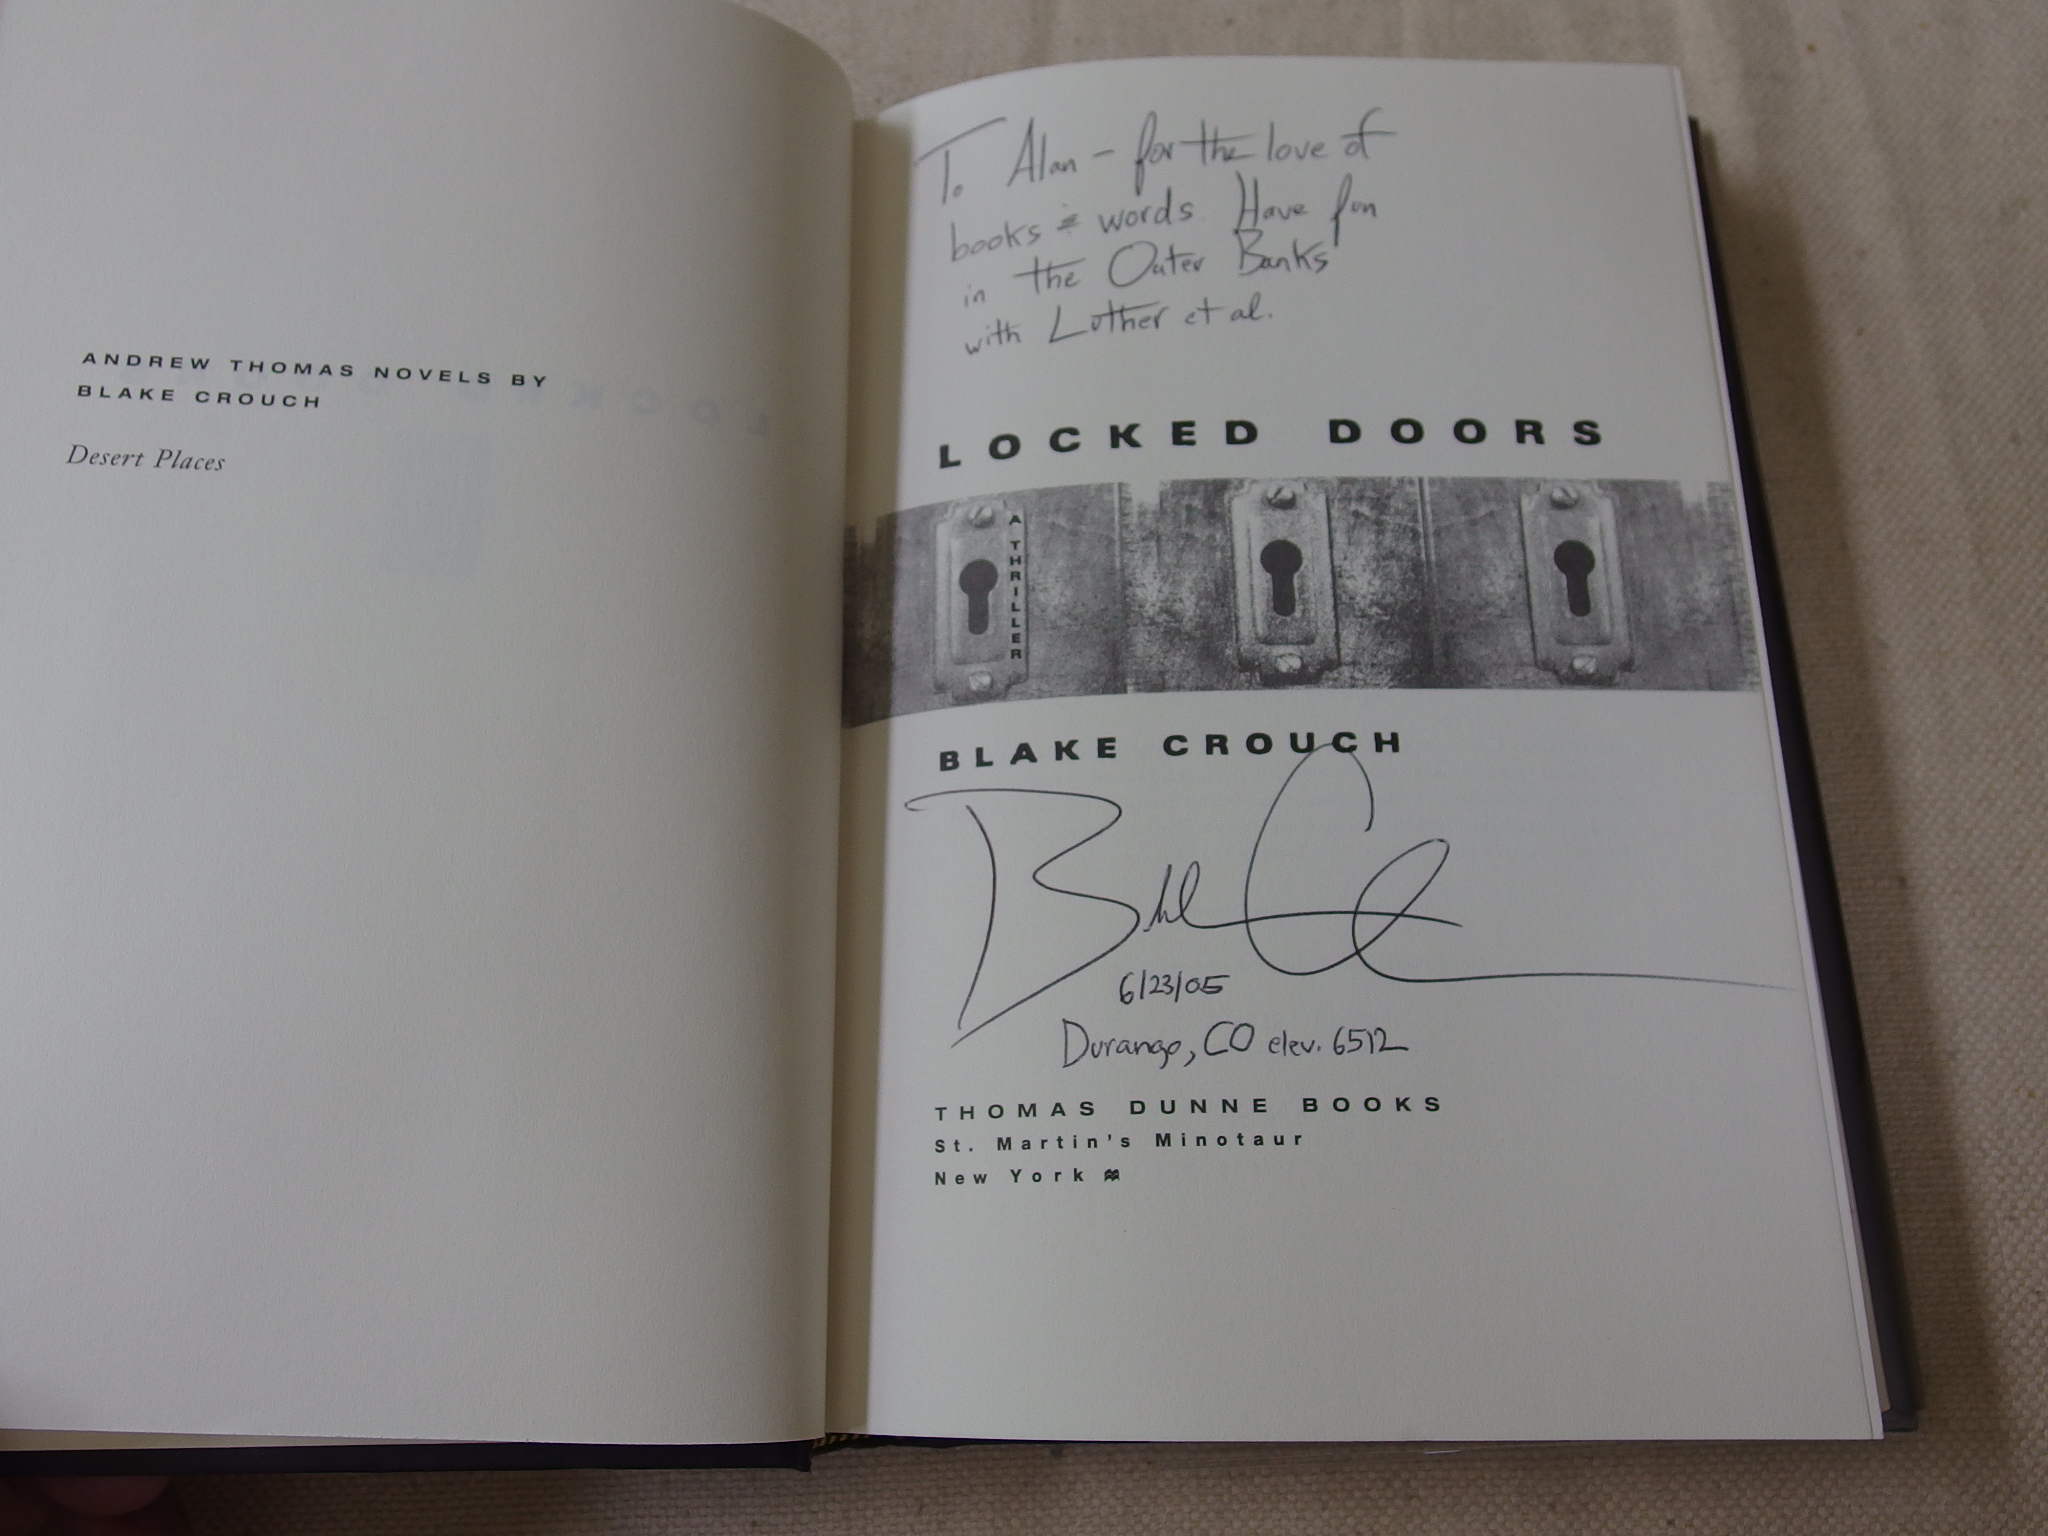 ANDREW THOMAS NOVELS BY
BLAKE CROUCH
Desert Places
To Alan – for the love of
books & words. Have fun
in the Outer Banks
with Luther et al.
LOCKED DOORS
A THRILLER
BLAKE CROUCH
6/23/05
Durango, CO elev. 6512
THOMAS DUNNE BOOKS
St. Martin's Minotaur
New York